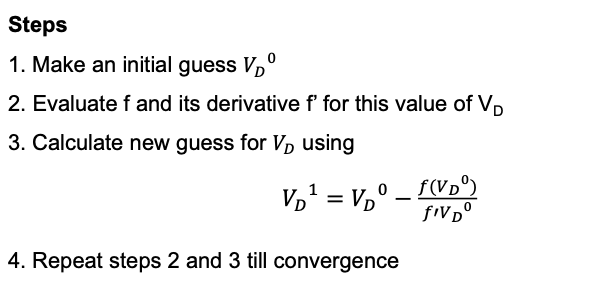 Steps
1. Make an initial guess V_D^0
2. Evaluate f and its derivative f' for this value of V_D
3. Calculate new guess for V_D using
V_D^1 = V_D^0 − f(V_D^0) / f′V_D^0
4. Repeat steps 2 and 3 till convergence